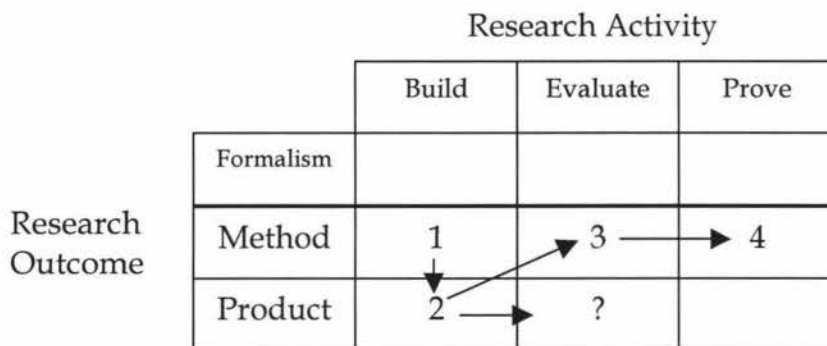 Research Activity
Build Evaluate Prove
Formalism
Research
Outcome
Method 1 3 4
Product 2 ?